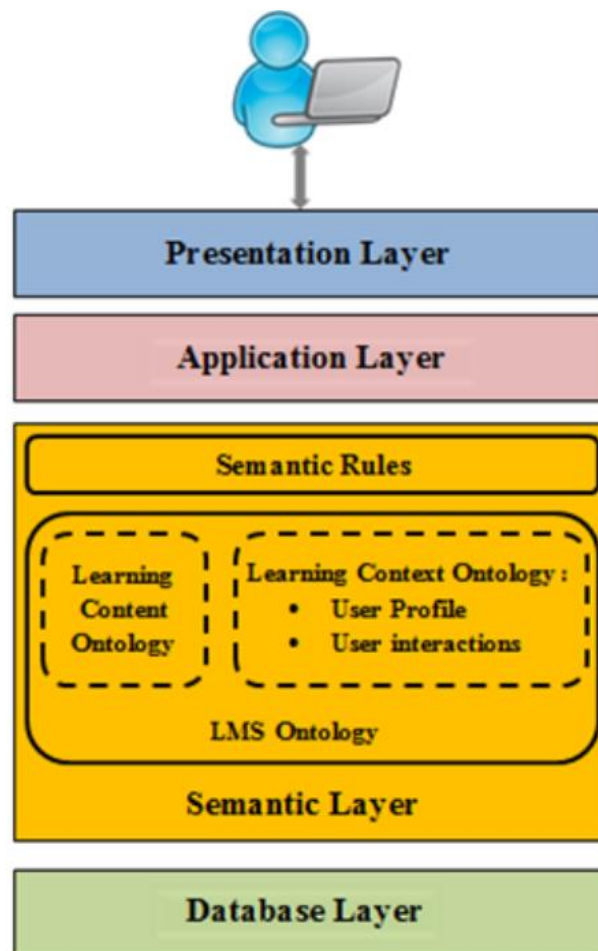 Presentation Layer
Application Layer
Semantic Rules
Learning
Content
Ontology
Learning Context Ontology :
• User Profile
• User interactions
LMS Ontology
Semantic Layer
Database Layer